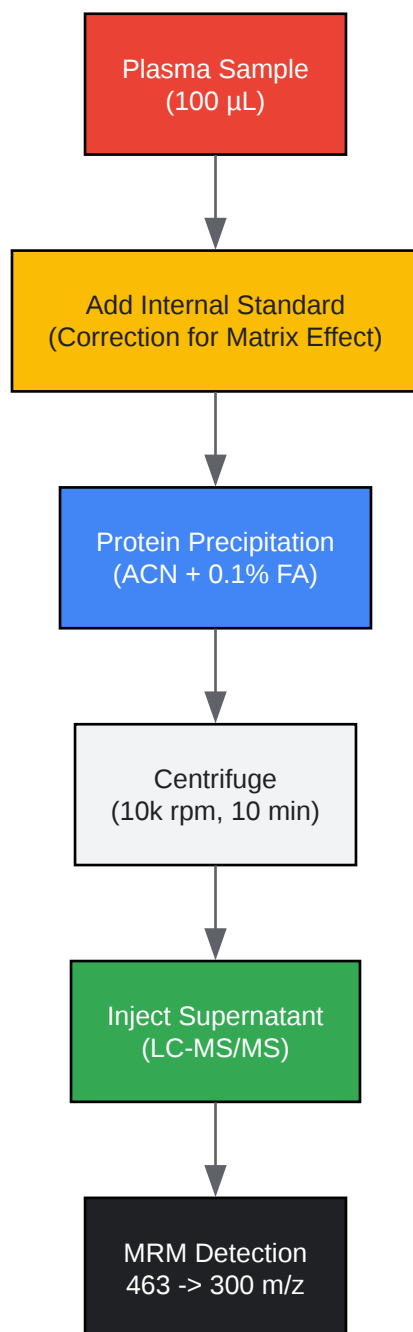 Plasma Sample
(100 µL)
Add Internal Standard
(Correction for Matrix Effect)
Protein Precipitation
(ACN + 0.1% FA)
Centrifuge
(10k rpm, 10 min)
Inject Supernatant
(LC-MS/MS)
MRM Detection
463 -> 300 m/z